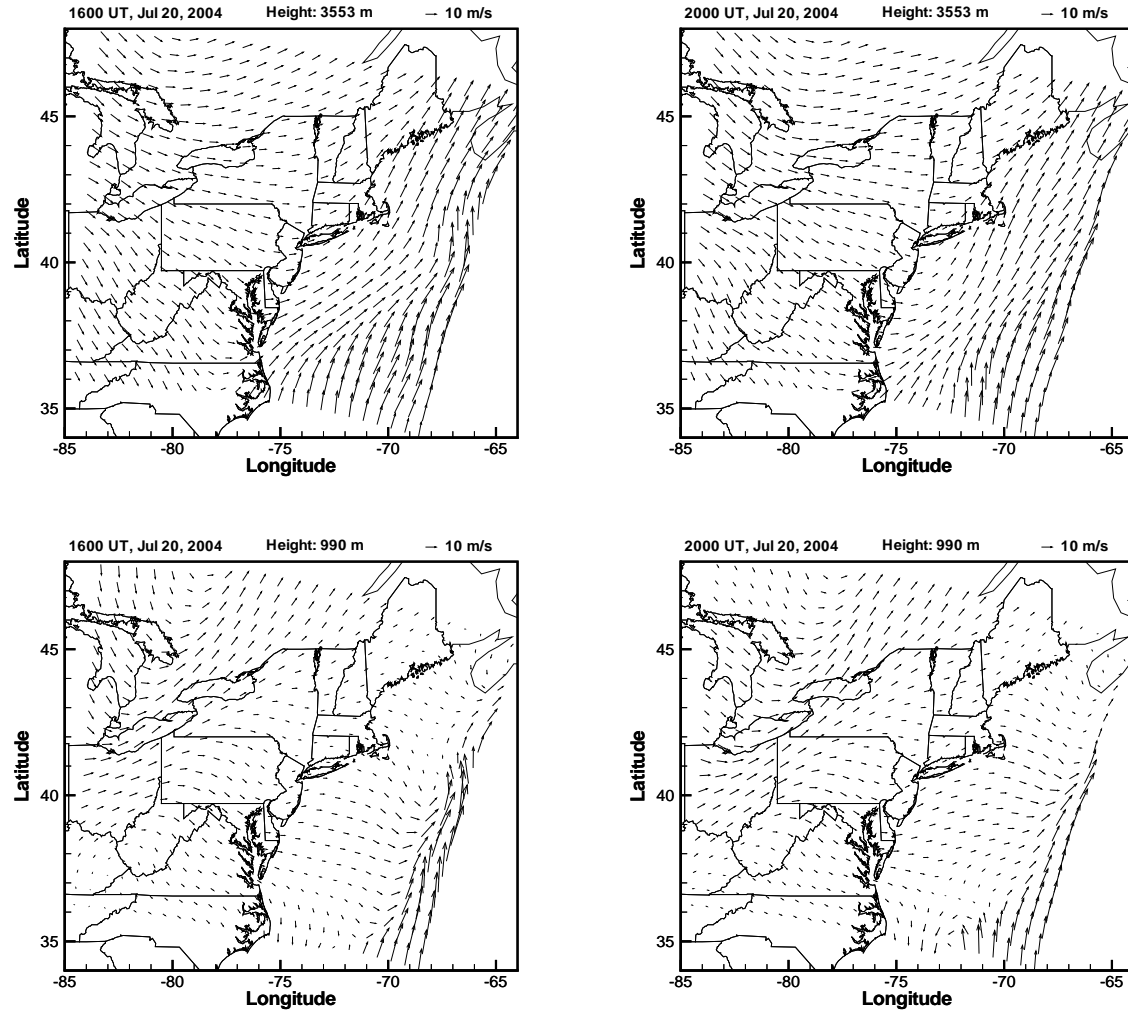 1600 UT, Jul 20, 2004 Height: 3553 m 10 m/s
Latitude
45
40
35
-85 -80 -75 -70 -65
Longitude
2000 UT, Jul 20, 2004 Height: 3553 m 10 m/s
Latitude
45
40
35
-85 -80 -75 -70 -65
Longitude
1600 UT, Jul 20, 2004 Height: 990 m 10 m/s
Latitude
45
40
35
-85 -80 -75 -70 -65
Longitude
2000 UT, Jul 20, 2004 Height: 990 m 10 m/s
Latitude
45
40
35
-85 -80 -75 -70 -65
Longitude